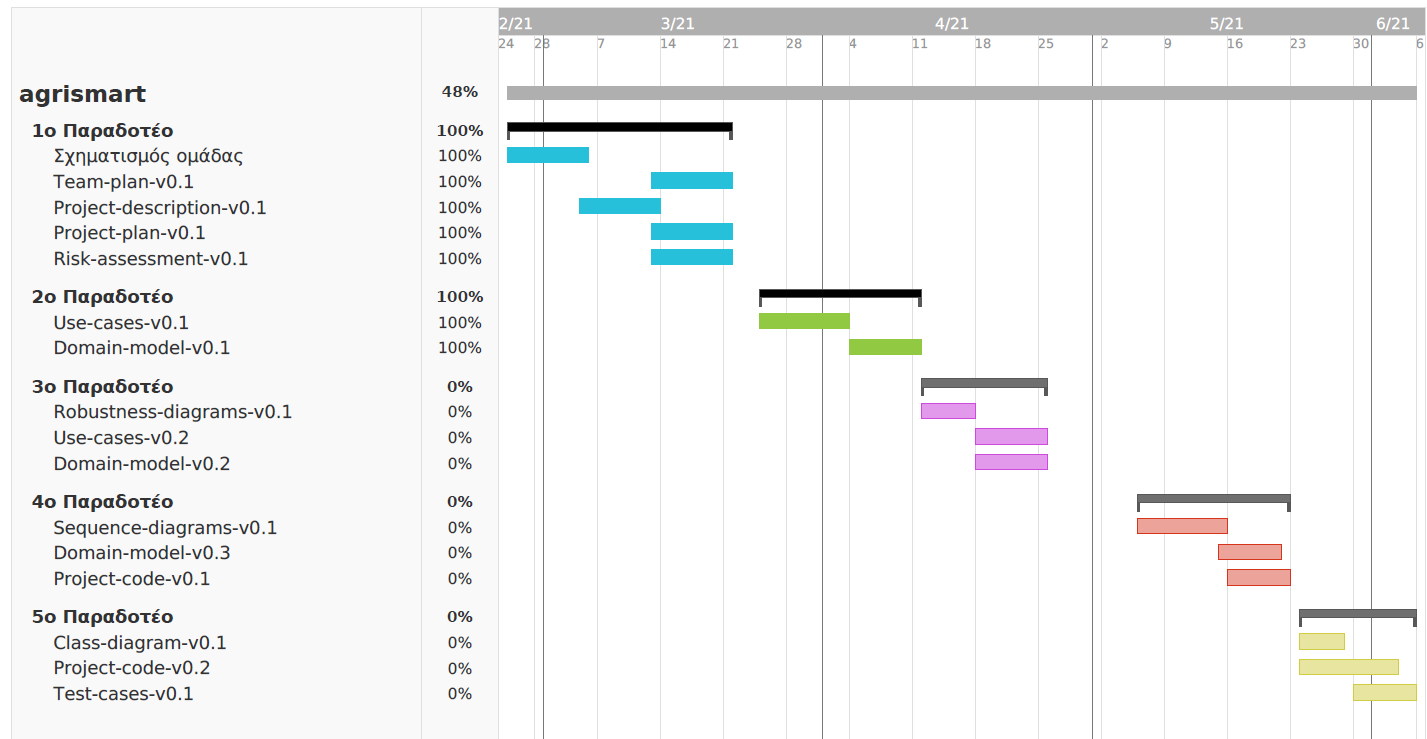 2/21 3/21 4/21 5/21 6/21
24 28 7 14 21 28 4 11 18 25 2 9 16 23 30 6
agrismart 48%
1ο Παραδοτέο 100%
Σχηματισμός ομάδας 100%
Team-plan-v0.1 100%
Project-description-v0.1 100%
Project-plan-v0.1 100%
Risk-assessment-v0.1 100%
2ο Παραδοτέο 100%
Use-cases-v0.1 100%
Domain-model-v0.1 100%
3ο Παραδοτέο 0%
Robustness-diagrams-v0.1 0%
Use-cases-v0.2 0%
Domain-model-v0.2 0%
4ο Παραδοτέο 0%
Sequence-diagrams-v0.1 0%
Domain-model-v0.3 0%
Project-code-v0.1 0%
5ο Παραδοτέο 0%
Class-diagram-v0.1 0%
Project-code-v0.2 0%
Test-cases-v0.1 0%